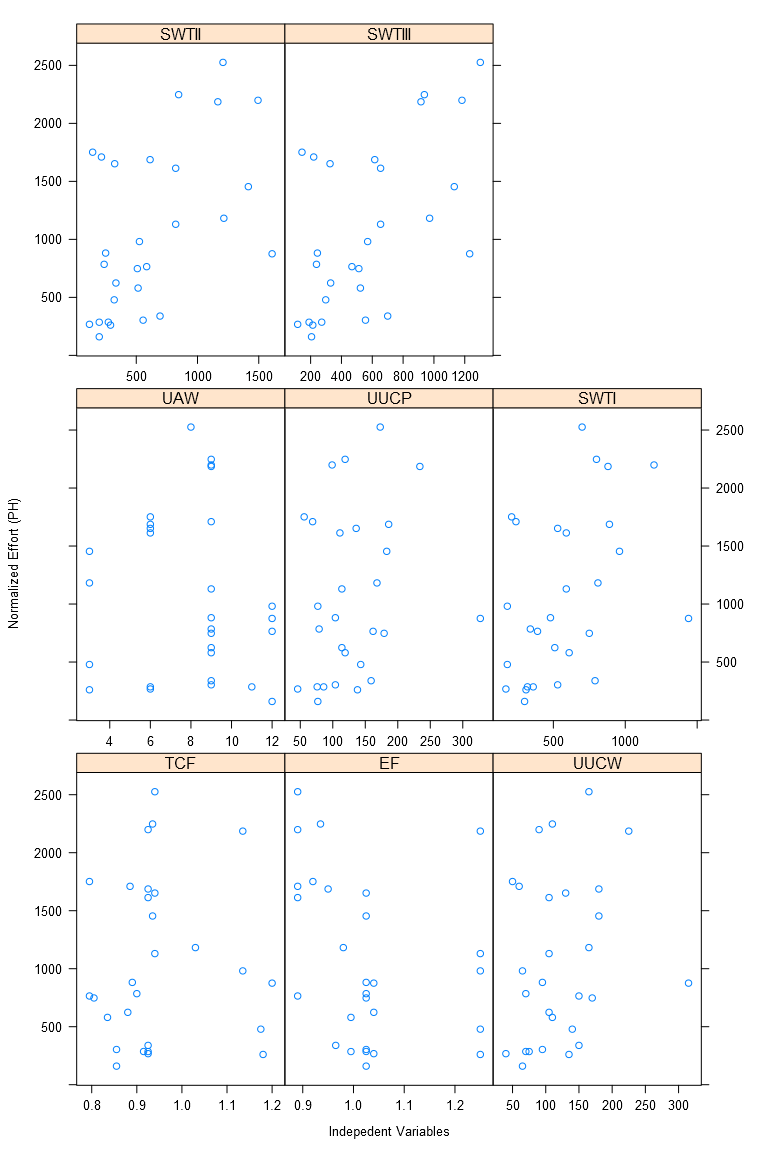 SWTII SWTIII
2500
2000
1500
1000
500
500 1000 1500 200 400 600 800 1000 1200
UAW UUCP SWTI
2500
2000
1500
1000
500
4 6 8 10 12 50 100 150 200 250 300 500 1000
TCF EF UUCW
2500
2000
1500
1000
500
0.8 0.9 1.0 1.1 1.2 0.9 1.0 1.1 1.2 50 100 150 200 250 300
Normalized Effort (PH)
Indepedent Variables